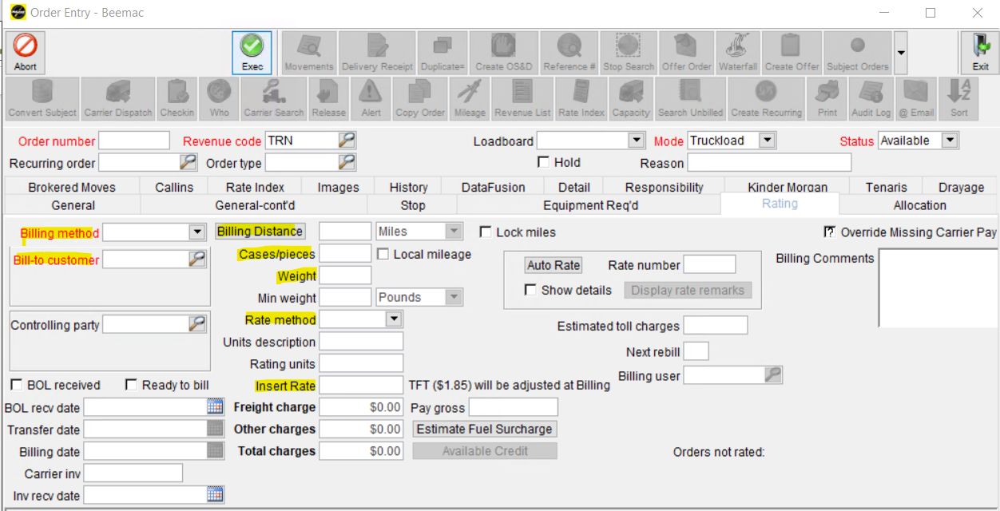 Order Entry - Beemac
Abort Exec Movements Delivery Receipt Duplicate= Create OS&D Reference # Stop Search Offer Order Waterfall Create Offer Subject Orders Exit
Convert Subject Carrier Dispatch Checkin Who Carrier Search Release Alert Copy Order Mileage Revenue List Rate Index Capacity Search Unbilled Create Recurring Print Audit Log @ Email Sort
Order number Revenue code TRN Loadboard Mode Truckload Status Available
Recurring order Order type Hold Reason
Brokered Moves Callins Rate Index Images History DataFusion Detail Responsibility Kinder Morgan Tenaris Drayage
General General-cont'd Stop Equipment Req'd Rating Allocation
Billing method Billing Distance Miles Lock miles ? Override Missing Carrier Pay
Bill-to customer Cases/pieces Local mileage Auto Rate Rate number Billing Comments
Weight
Show details Display rate remarks
Min weight Pounds
Controlling party Rate method Estimated toll charges
Units description Next rebill
Rating units Billing user
BOL received Ready to bill Insert Rate TFT ($1.85) will be adjusted at Billing
BOL recv date Freight charge $0.00 Pay gross
Transfer date Other charges $0.00 Estimate Fuel Surcharge
Billing date Total charges $0.00 Available Credit Orders not rated:
Carrier inv
Inv recv date